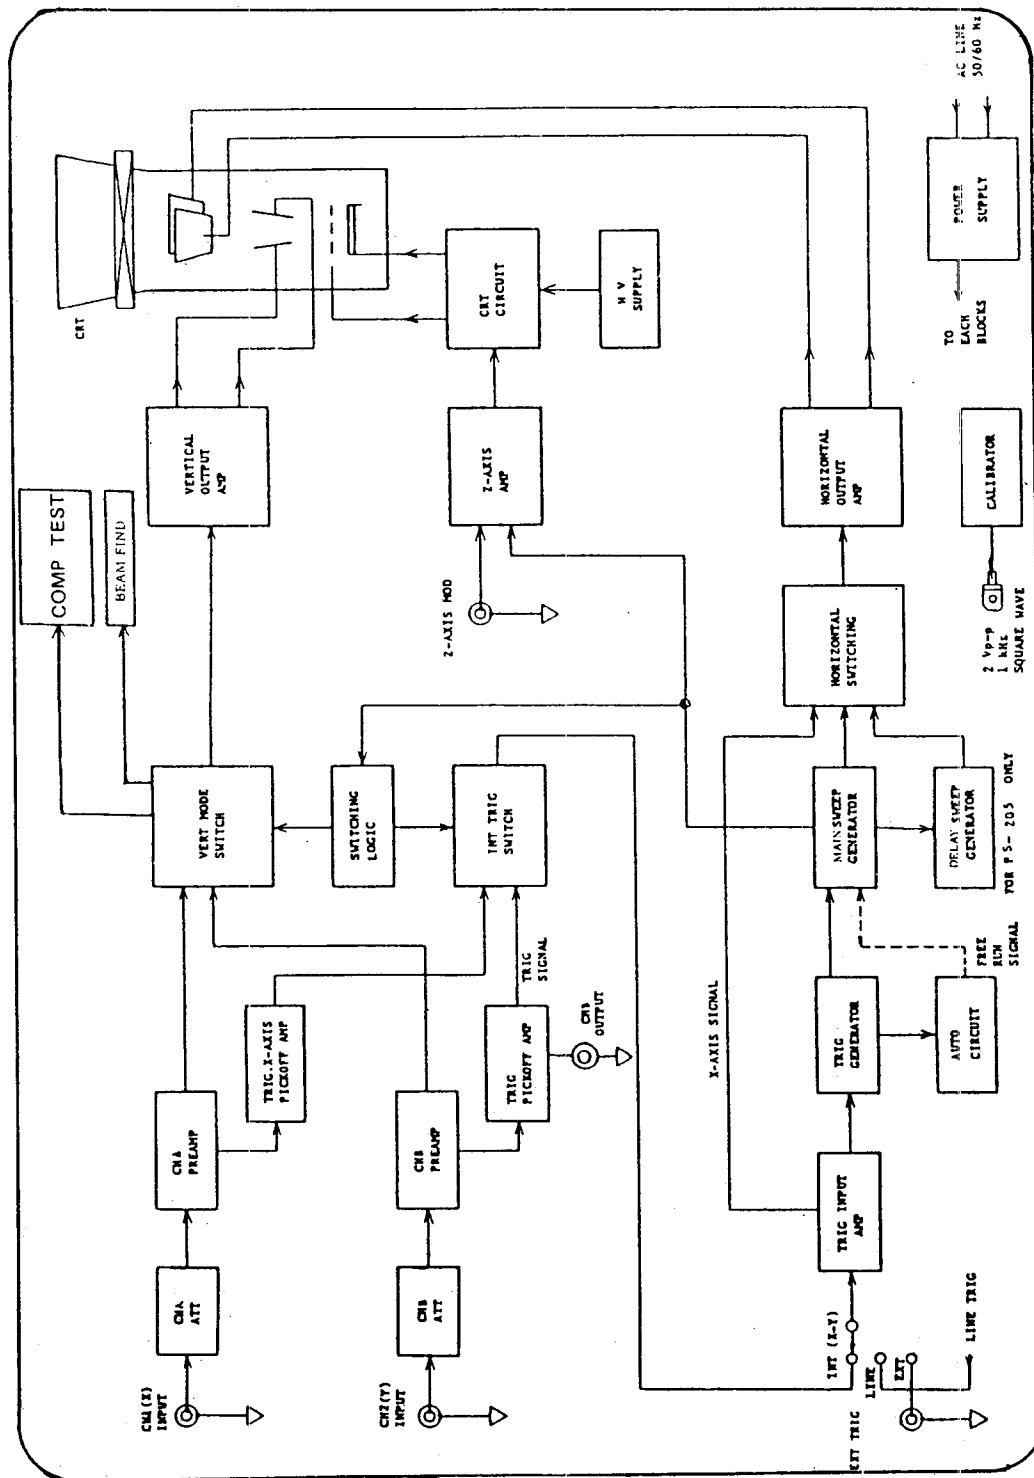 CRT
COMP TEST
BEAM FIND
VERTICAL
OUTPUT
AMP
VERT MODE
SWITCH
CHA
PREAMP
CHA
ATT
CH1(X)
INPUT
TRIG.X-AXIS
PICKOFF AMP
SWITCHING
LOGIC
CHB
PREAMP
CHB
ATT
CH2(Y)
INPUT
CRT
CIRCUIT
H V
SUPPLY
Z-AXIS
AMP
Z-AXIS MOD
INT TRIG
SWITCH
TRIG
SIGNAL
TRIG
PICKOFF AMP
CHB
OUTPUT
X-AXIS SIGNAL
HORIZONTAL
OUTPUT
AMP
HORIZONTAL
SWITCHING
MAIN SWEEP
GENERATOR
TRIG
GENERATOR
TRIG INPUT
AMP
INT (X-Y)
LINE
EXT
EXT TRIG
LINE TRIG
DELAY SWEEP
GENERATOR
FOR PS-205 ONLY
FREE
RUN
SIGNAL
AUTO
CIRCUIT
CALIBRATOR
2 Vp-p
1 kHz
SQUARE WAVE
AC LINE
50/60 Hz
POWER
SUPPLY
TO
EACH
BLOCKS